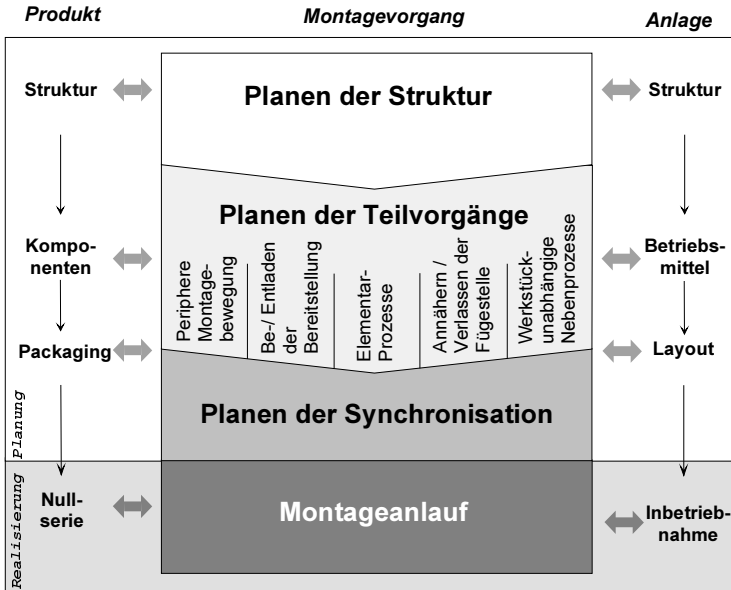 Produkt
Montagevorgang
Anlage
Struktur
Planen der Struktur
Struktur
Planen der Teilvorgänge
Kompo-
nenten
Periphere
Montage-
bewegung
Be-/ Entladen
der
Bereitstellung
Elementar-
Prozesse
Annähern /
Verlassen der
Fügestelle
Werkstück-
unabhängige
Nebenprozesse
Betriebs-
mittel
Packaging
Layout
Planen der Synchronisation
Planung
Realisierung
Null-
serie
Montageanlauf
Inbetrieb-
nahme